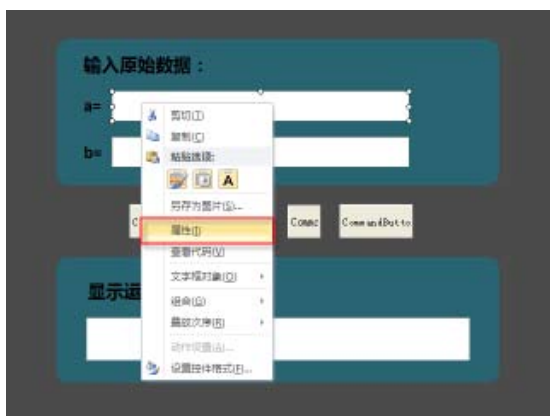 输入原始数据：
a=
剪切(T)
复制(C)
b=
粘贴选项:
A
另存为图片(S)...
C
属性(I)
Commc
CommandButto
查看代码(V)
文字框对象(O)
显示运
组合(G)
叠放次序(R)
动作设置(A)...
设置控件格式(F)...